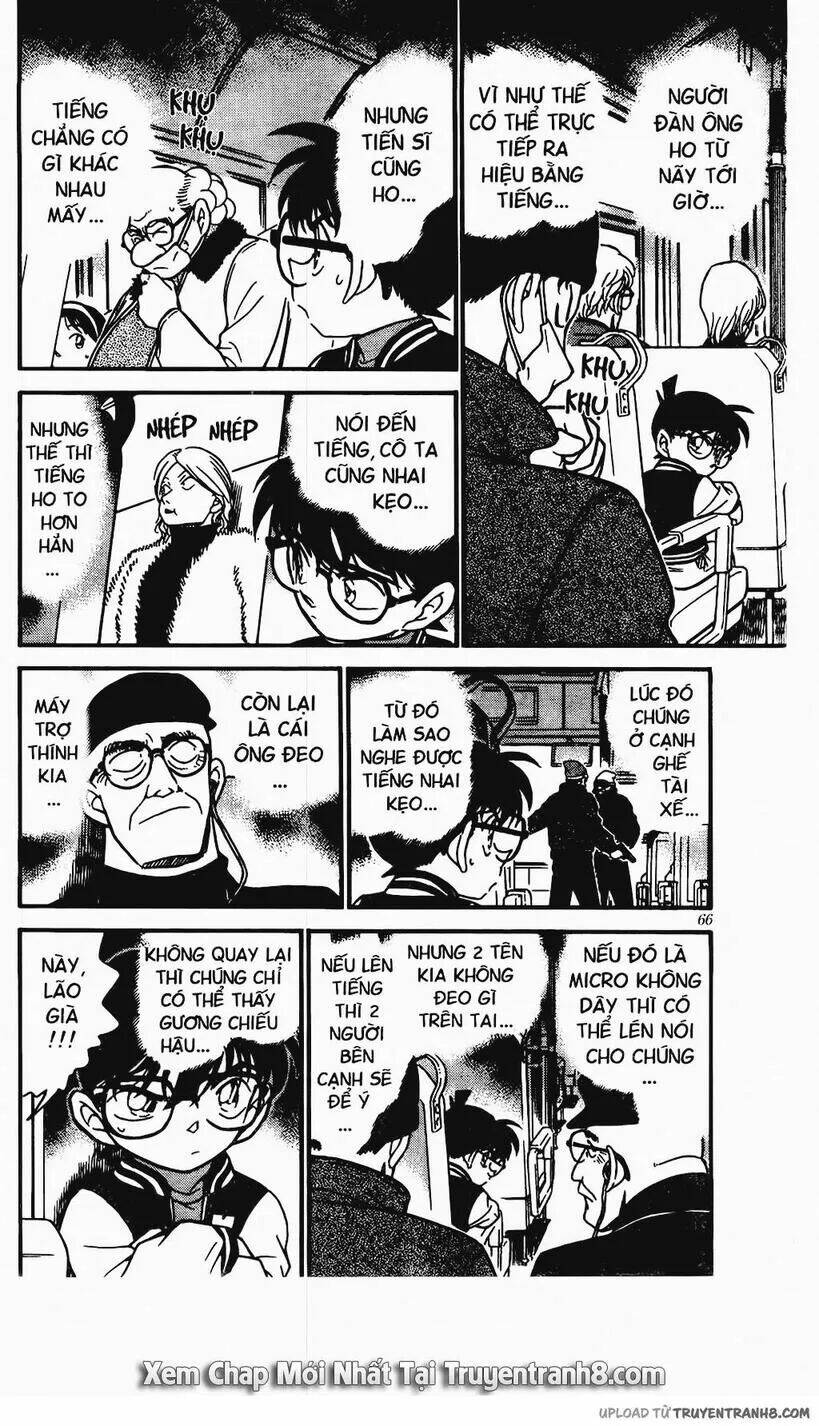 NGƯỜI
ĐÀN ÔNG
HO TỪ
NÃY TỚI
GIỜ...
VÌ NHƯ THẾ
CÓ THỂ TRỰC
TIẾP RA
HIỆU BẰNG
TIẾNG...
KHỤ
KHỤ
NHƯNG
TIẾN SĨ
CŨNG
HO...
KHỤ
KHỤ
TIẾNG
CHẲNG CÓ
GÌ KHÁC
NHAU
MẤY...
NÓI ĐẾN
TIẾNG, CÔ TA
CŨNG NHAI
KẸO...
NHÉP NHÉP
NHƯNG
THẾ THÌ
TIẾNG
HO TO
HƠN
HẲN
...
LÚC ĐÓ
CHÚNG
Ở CẠNH
GHẾ
TÀI
XẾ...
TỪ ĐÓ
LÀM SAO
NGHE ĐƯỢC
TIẾNG NHAI
KẸO...
CÒN LẠI
LÀ CÁI
ÔNG ĐEO
...
MÁY
TRỢ
THÍNH
KIA
...
66
NẾU ĐÓ LÀ
MICRO KHÔNG
DÂY THÌ CÓ
THỂ LÉN NÓI
CHO CHÚNG
...
NHƯNG 2 TÊN
KIA KHÔNG
ĐEO GÌ
TRÊN TAI...
NẾU LÊN
TIẾNG
THÌ 2
NGƯỜI
BÊN
CẠNH SẼ
ĐỂ Ý
...
KHÔNG QUAY LẠI
THÌ CHÚNG CHỈ
CÓ THỂ THẤY
GƯƠNG CHIẾU
HẬU...
NÀY,
LÃO
GIÀ
!!!
Xem Chap Mới Nhất Tại Truyentranh8.com
UPLOAD TỪ TRUYENTRANH8.COM